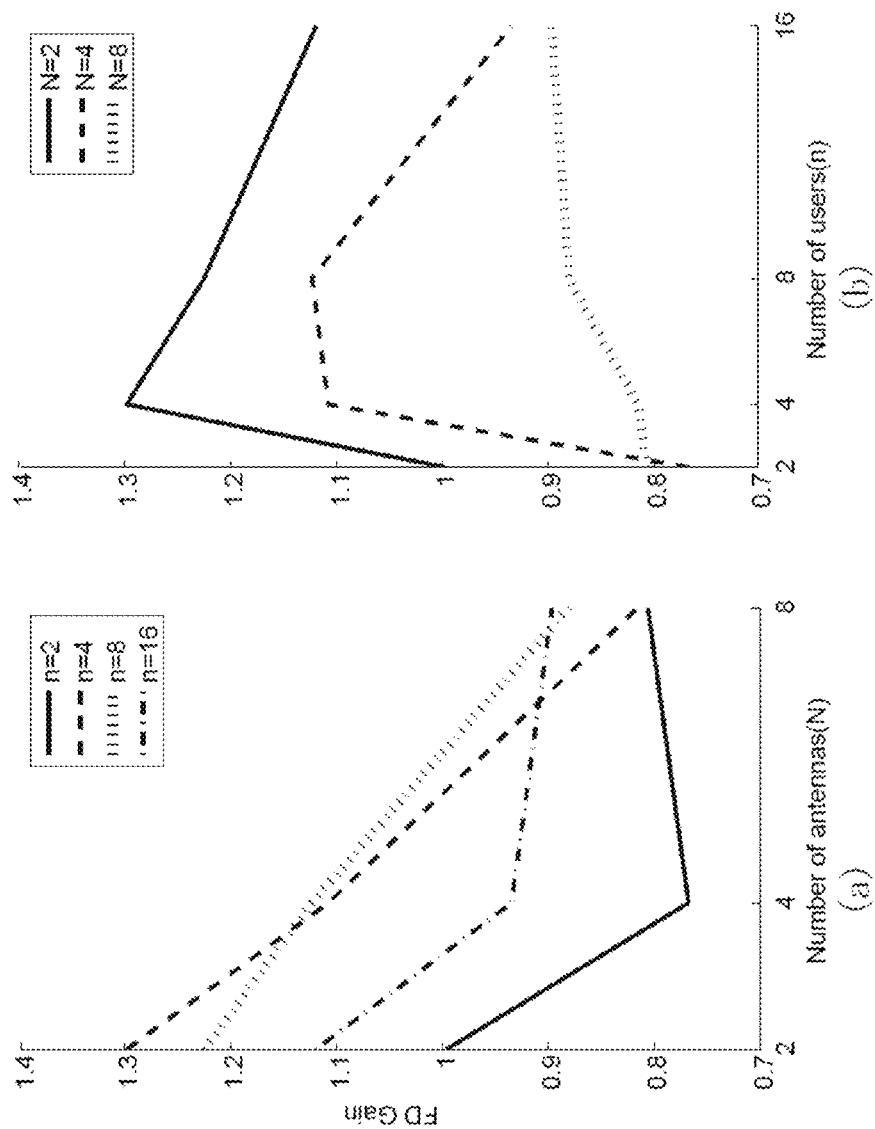 FD Gain
1.4
1.3
1.2
1.1
1
0.9
0.8
0.7
2
4
8
Number of antennas(N)
(a)
n=2
n=4
n=8
n=16
1.4
1.3
1.2
1.1
1
0.9
0.8
0.7
2
4
8
16
Number of users(n)
(b)
N=2
N=4
N=8